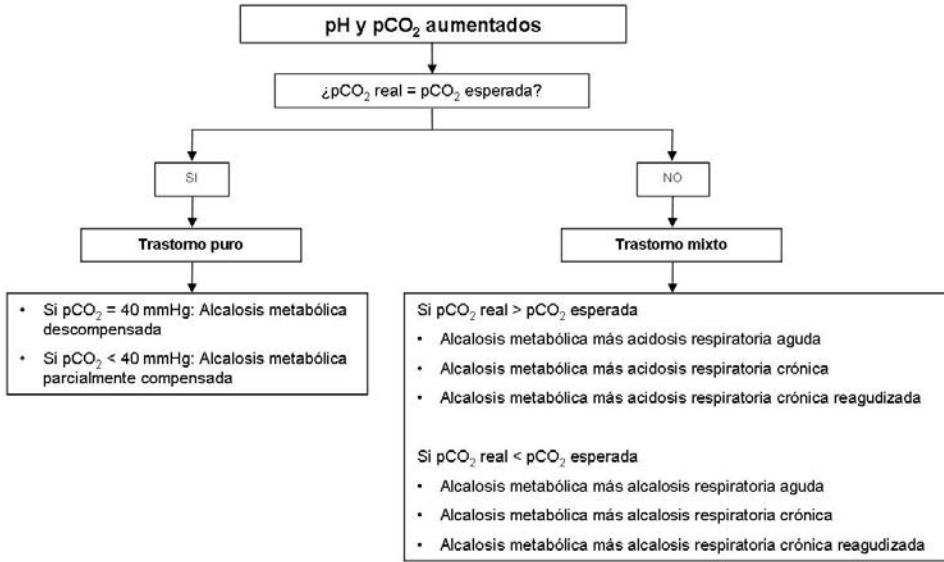 pH y pCO₂ aumentados
¿pCO₂ real = pCO₂ esperada?
SI
NO
Trastorno puro
Trastorno mixto
• Si pCO₂ = 40 mmHg: Alcalosis metabólica
descompensada
• Si pCO₂ < 40 mmHg: Alcalosis metabólica
parcialmente compensada
Si pCO₂ real > pCO₂ esperada
• Alcalosis metabólica más acidosis respiratoria aguda
• Alcalosis metabólica más acidosis respiratoria crónica
• Alcalosis metabólica más acidosis respiratoria crónica reagudizada
Si pCO₂ real < pCO₂ esperada
• Alcalosis metabólica más alcalosis respiratoria aguda
• Alcalosis metabólica más alcalosis respiratoria crónica
• Alcalosis metabólica más alcalosis respiratoria crónica reagudizada